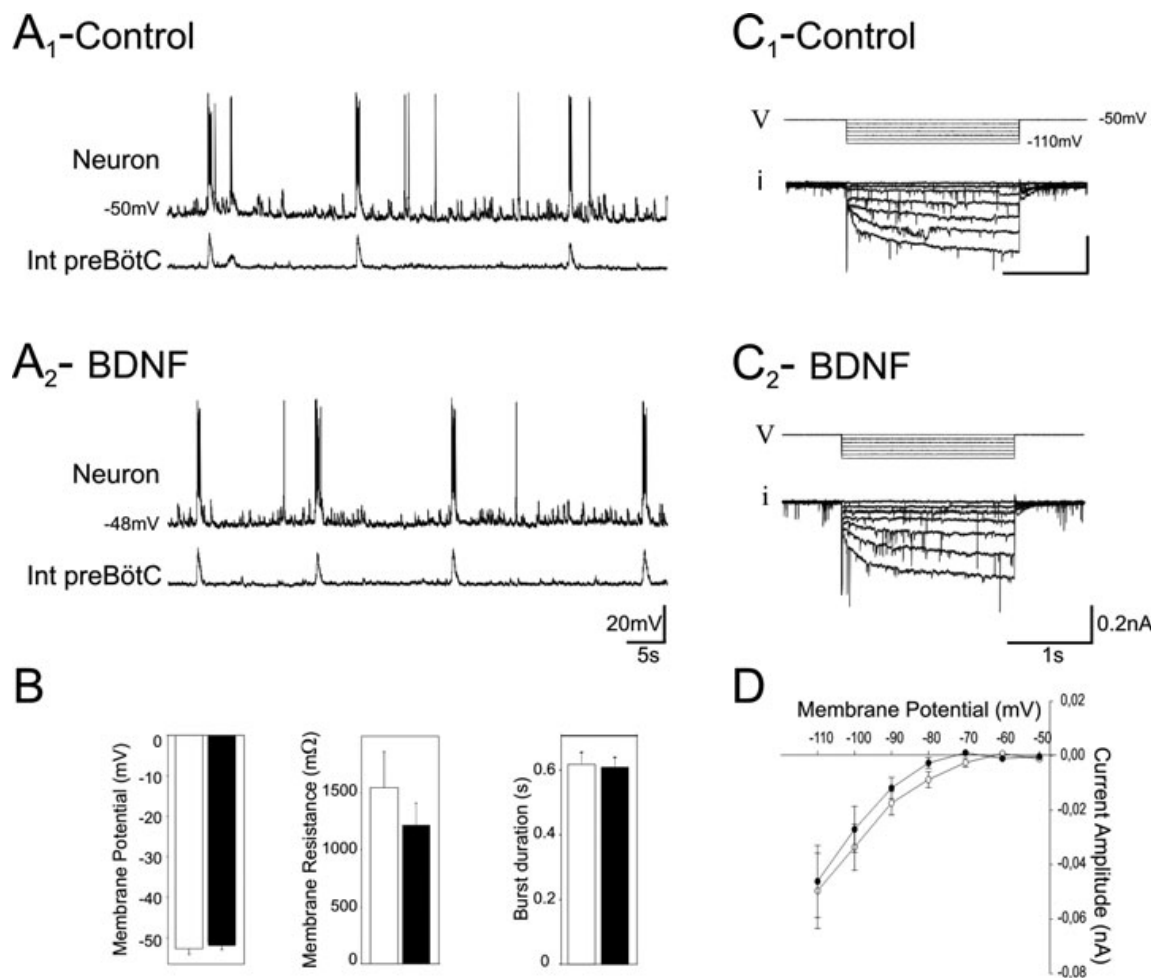 A1-Control
Neuron
-50mV
Int preBötC
A2- BDNF
Neuron
-48mV
Int preBötC
20mV
5s
C1-Control
V
-50mV
-110mV
i
C2- BDNF
V
i
0.2nA
1s
B
Membrane Potential (mV)
0
-10
-20
-30
-40
-50
Membrane Resistance (mΩ)
1500
1000
500
0
Burst duration (s)
0.6
0.4
0.2
0
D
Membrane Potential (mV)
-110 -100 -90 -80 -70 -60 -50
0,02
0,00
-0,02
-0,04
-0,06
-0,08
Current Amplitude (nA)